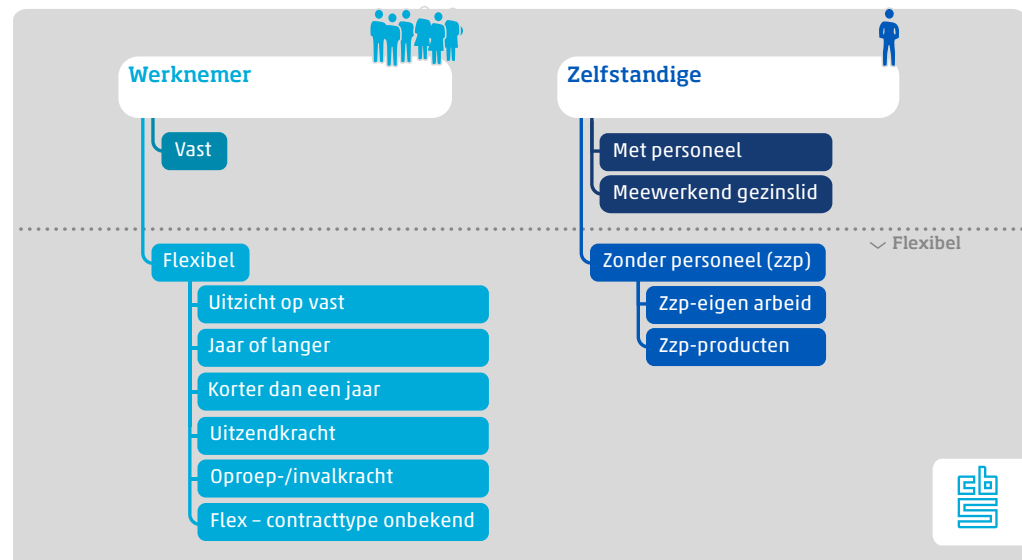 Werknemer
Vast
Flexibel
Uitzicht op vast
Jaar of langer
Korter dan een jaar
Uitzendkracht
Oproep-/invalkracht
Flex – contracttype onbekend
Zelfstandige
Met personeel
Meewerkend gezinslid
Flexibel
Zonder personeel (zzp)
Zzp-eigen arbeid
Zzp-producten
cbs